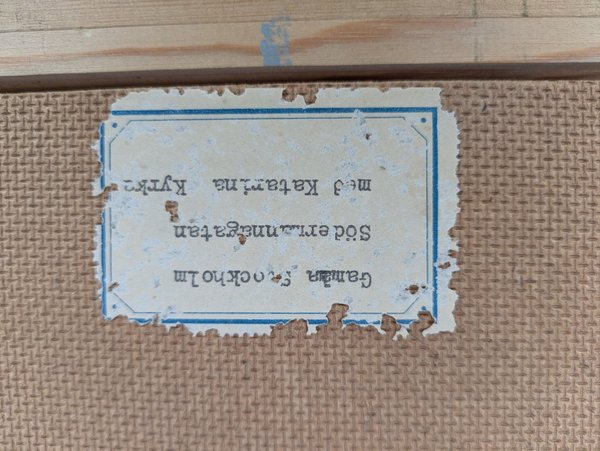 Gamla Stockholm
Södermannagatan
med Katarina Kyrka